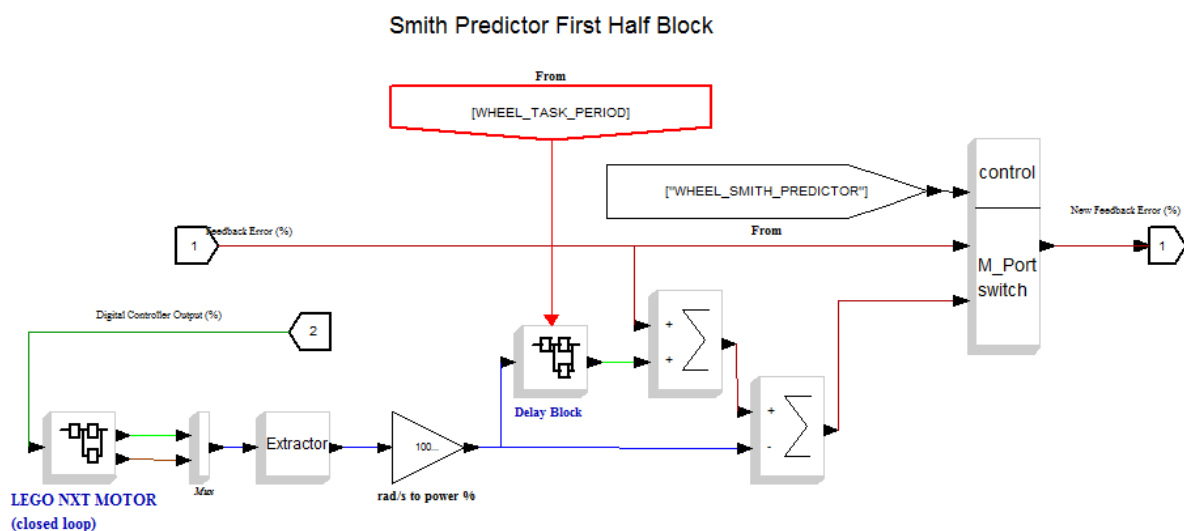 Smith Predictor First Half Block
From
[WHEEL_TASK_PERIOD]
["WHEEL_SMITH_PREDICTOR"]
control
From
New Feedback Error (%)
1
Feedback Error (%)
1
M_Port
switch
Digital Controller Output (%)
2
+
+
Delay Block
+
-
Extractor
100...
Mux
rad/s to power %
LEGO NXT MOTOR
(closed loop)